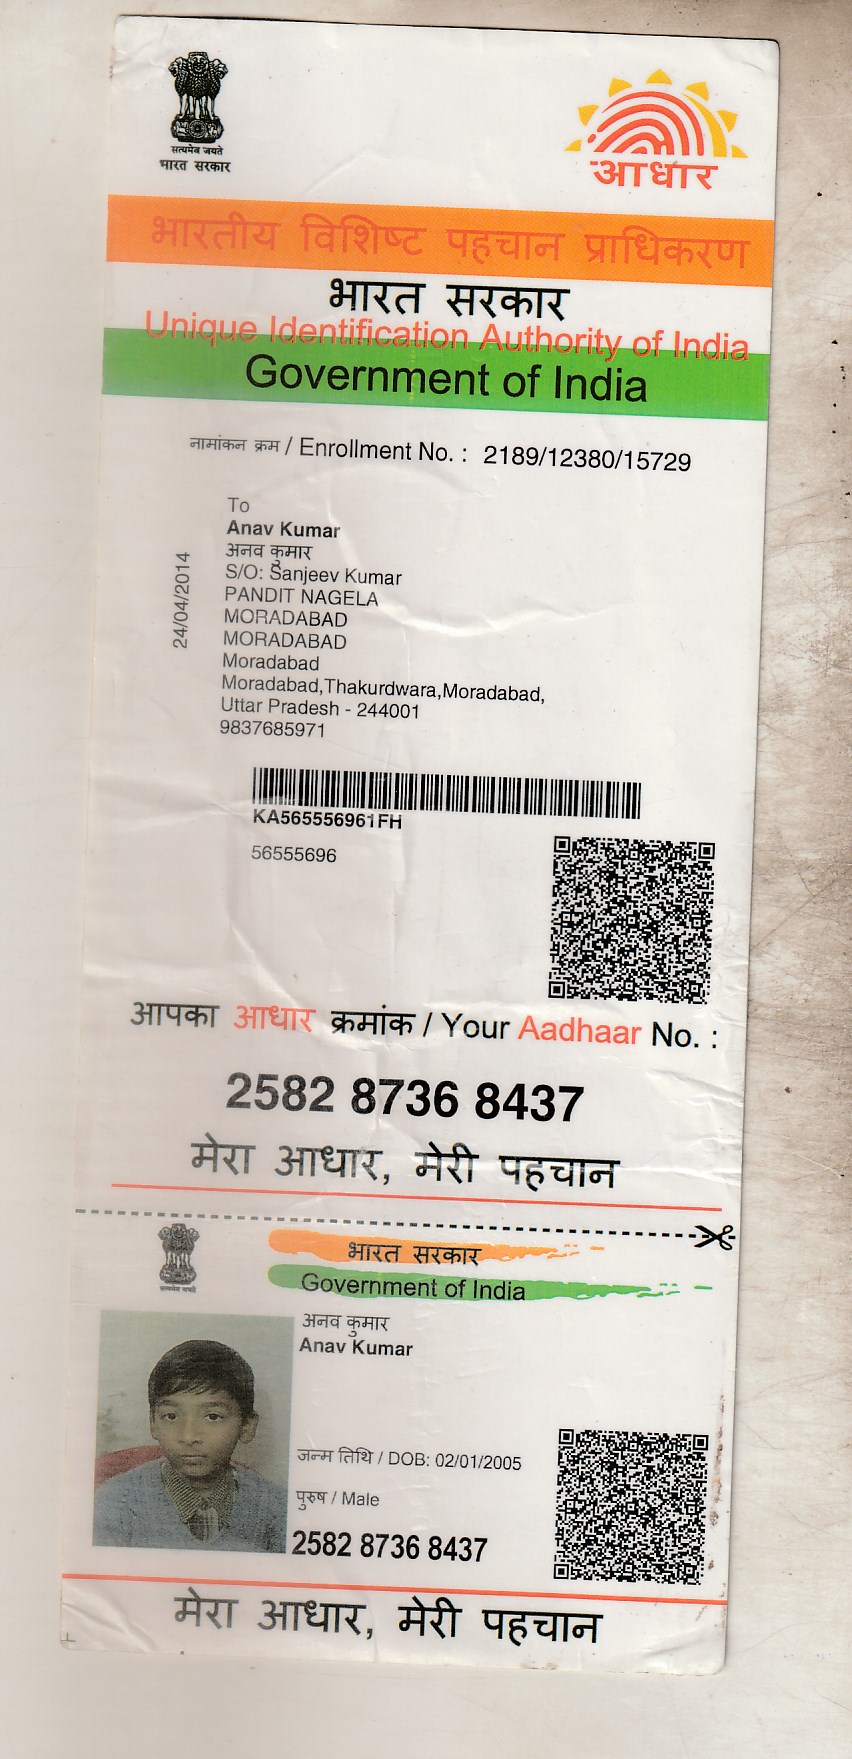 सत्यमेव जयते
भारत सरकार
आधार
भारतीय विशिष्ट पहचान प्राधिकरण
भारत सरकार
Unique Identification Authority of India
Government of India
नामांकन क्रम / Enrollment No. : 2189/12380/15729
To
Anav Kumar
अनव कुमार
S/O: Sanjeev Kumar
PANDIT NAGELA
MORADABAD
MORADABAD
Moradabad
Moradabad,Thakurdwara,Moradabad,
Uttar Pradesh - 244001
9837685971
24/04/2014
KA565556961FH
56555696
आपका आधार क्रमांक / Your Aadhaar No. :
2582 8736 8437
मेरा आधार, मेरी पहचान
सत्यमेव जयते
भारत सरकार
Government of India
अनव कुमार
Anav Kumar
जन्म तिथि / DOB: 02/01/2005
पुरुष / Male
2582 8736 8437
मेरा आधार, मेरी पहचान